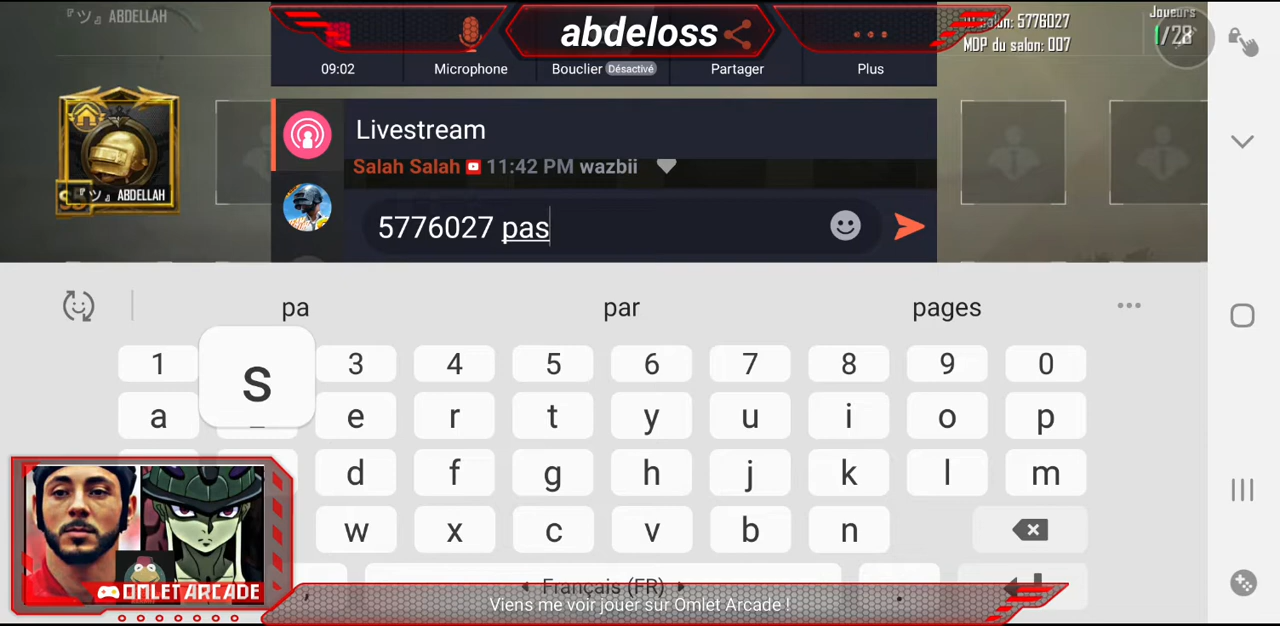 『ツ』 ABDELLAH
abdeloss
salon: 5776027
MDP du salon: 007
Joueurs
1/28
09:02
Microphone
Bouclier Désactivé
Partager
Plus
Livestream
Salah Salah 11:42 PM wazbii
『ツ』 ABDELLAH
5776027 pas
pa par pages
1 s 3 4 5 6 7 8 9 0
a e r t y u i o p
d f g h j k l m
w x c v b n
, Français (FR) .
OMLET ARCADE
Viens me voir jouer sur Omlet Arcade !